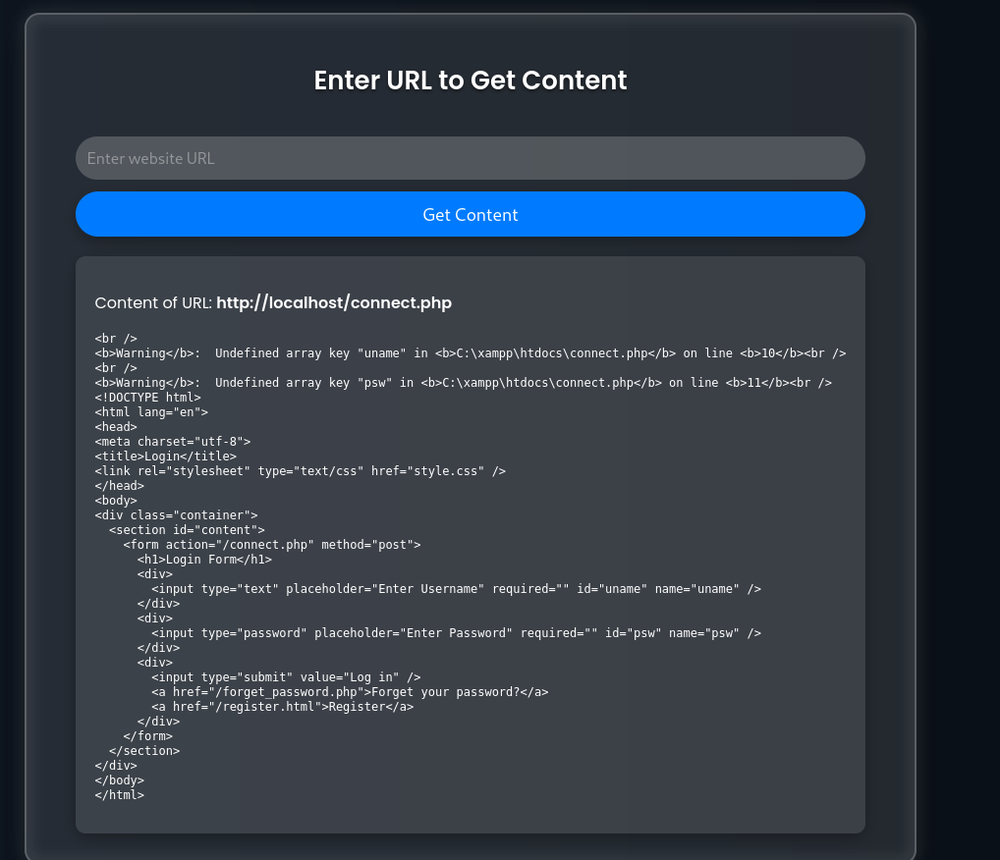 Enter URL to Get Content
Enter website URL
Get Content
Content of URL: http://localhost/connect.php
<br />
<b>Warning</b>:  Undefined array key "uname" in <b>C:\xampp\htdocs\connect.php</b> on line <b>10</b><br />
<br />
<b>Warning</b>:  Undefined array key "psw" in <b>C:\xampp\htdocs\connect.php</b> on line <b>11</b><br />
<!DOCTYPE html>
<html lang="en">
<head>
<meta charset="utf-8">
<title>Login</title>
<link rel="stylesheet" type="text/css" href="style.css" />
</head>
<body>
<div class="container">
  <section id="content">
    <form action="/connect.php" method="post">
      <h1>Login Form</h1>
      <div>
        <input type="text" placeholder="Enter Username" required="" id="uname" name="uname" />
      </div>
      <div>
        <input type="password" placeholder="Enter Password" required="" id="psw" name="psw" />
      </div>
      <div>
        <input type="submit" value="Log in" />
        <a href="/forget_password.php">Forget your password?</a>
        <a href="/register.html">Register</a>
      </div>
    </form>
  </section>
</div>
</body>
</html>